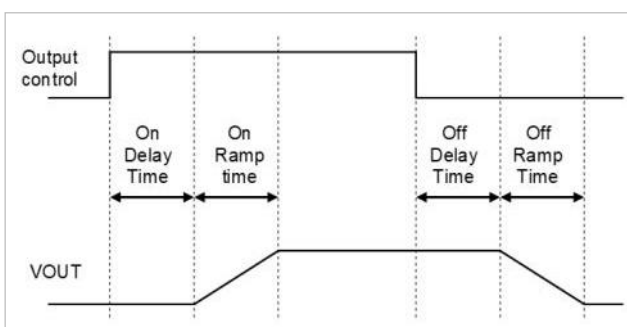 Output
control
On
Delay
Time
On
Ramp
time
Off
Delay
Time
Off
Ramp
Time
VOUT